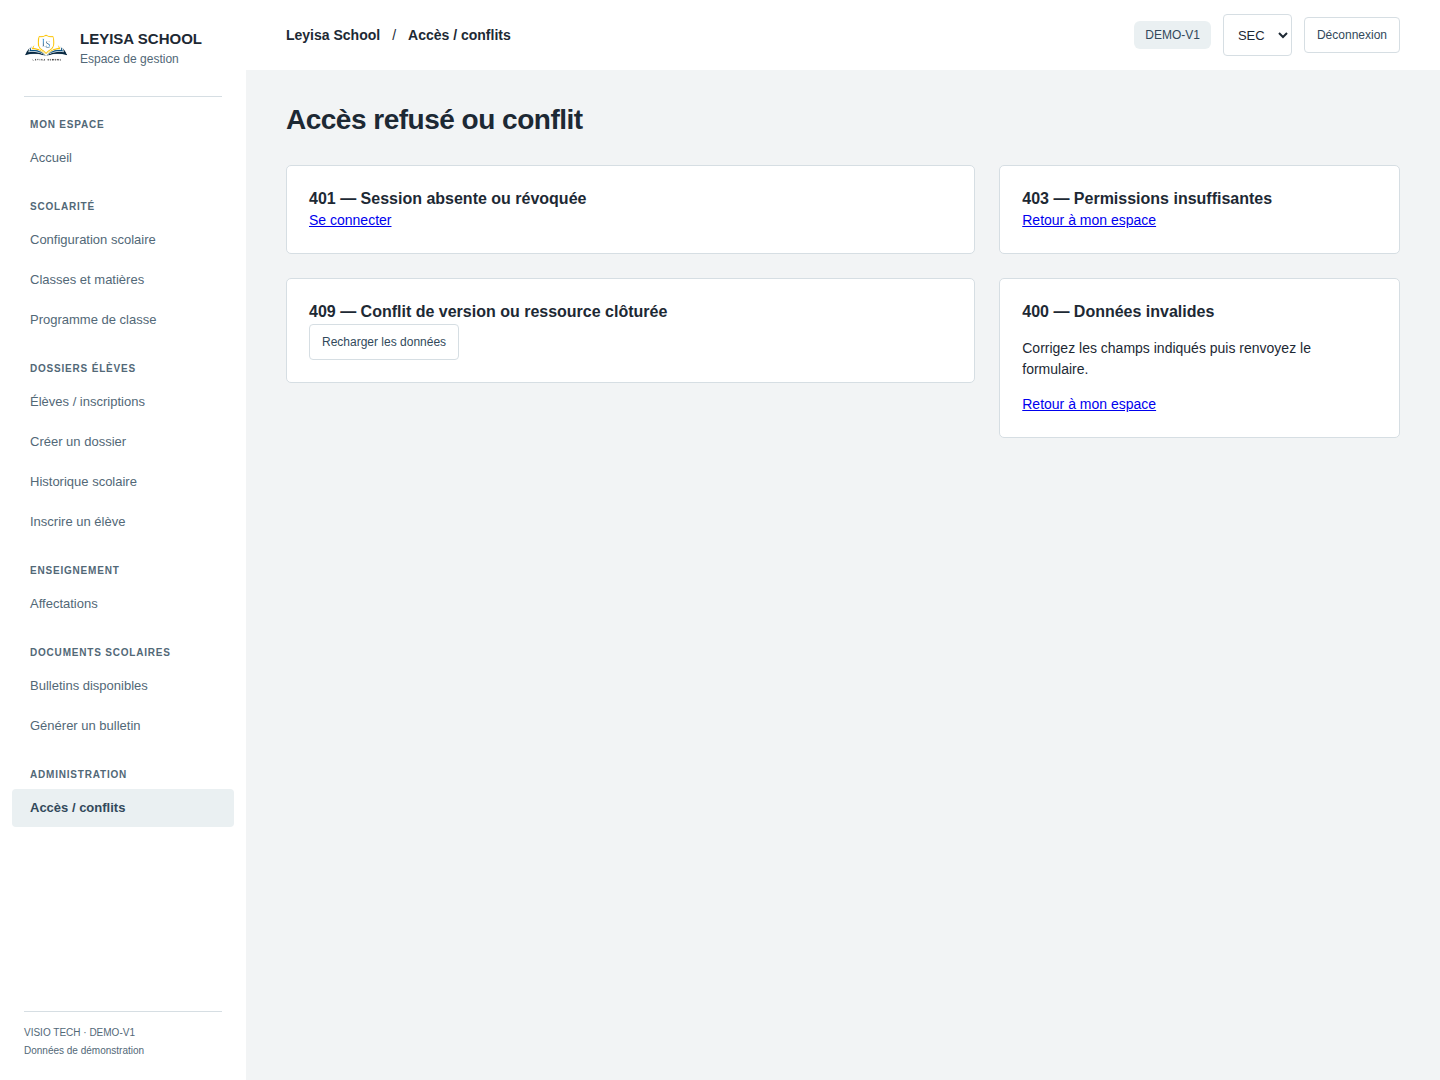 LEYISA SCHOOL
Espace de gestion
MON ESPACE
Accueil
SCOLARITÉ
Configuration scolaire
Classes et matières
Programme de classe
DOSSIERS ÉLÈVES
Élèves / inscriptions
Créer un dossier
Historique scolaire
Inscrire un élève
ENSEIGNEMENT
Affectations
DOCUMENTS SCOLAIRES
Bulletins disponibles
Générer un bulletin
ADMINISTRATION
Accès / conflits
VISIO TECH · DEMO-V1
Données de démonstration
Leyisa School / Accès / conflits
DEMO-V1
SEC
Déconnexion
Accès refusé ou conflit
401 — Session absente ou révoquée
Se connecter
403 — Permissions insuffisantes
Retour à mon espace
409 — Conflit de version ou ressource clôturée
Recharger les données
400 — Données invalides
Corrigez les champs indiqués puis renvoyez le
formulaire.
Retour à mon espace